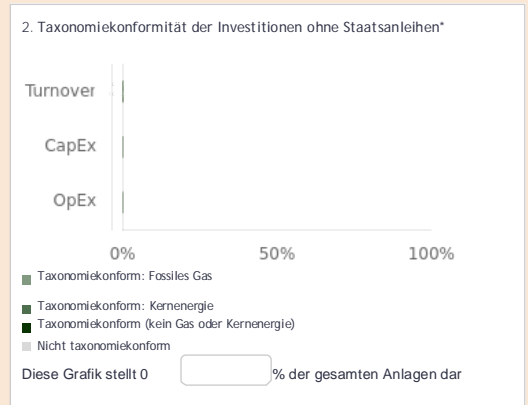 2. Taxonomiekonformität der Investitionen ohne Staatsanleihen*
Turnover
CapEx
OpEx
0% 50% 100%
Taxonomiekonform: Fossiles Gas
Taxonomiekonform: Kernenergie
Taxonomiekonform (kein Gas oder Kernenergie)
Nicht taxonomiekonform
Diese Grafik stellt 0 % der gesamten Anlagen dar